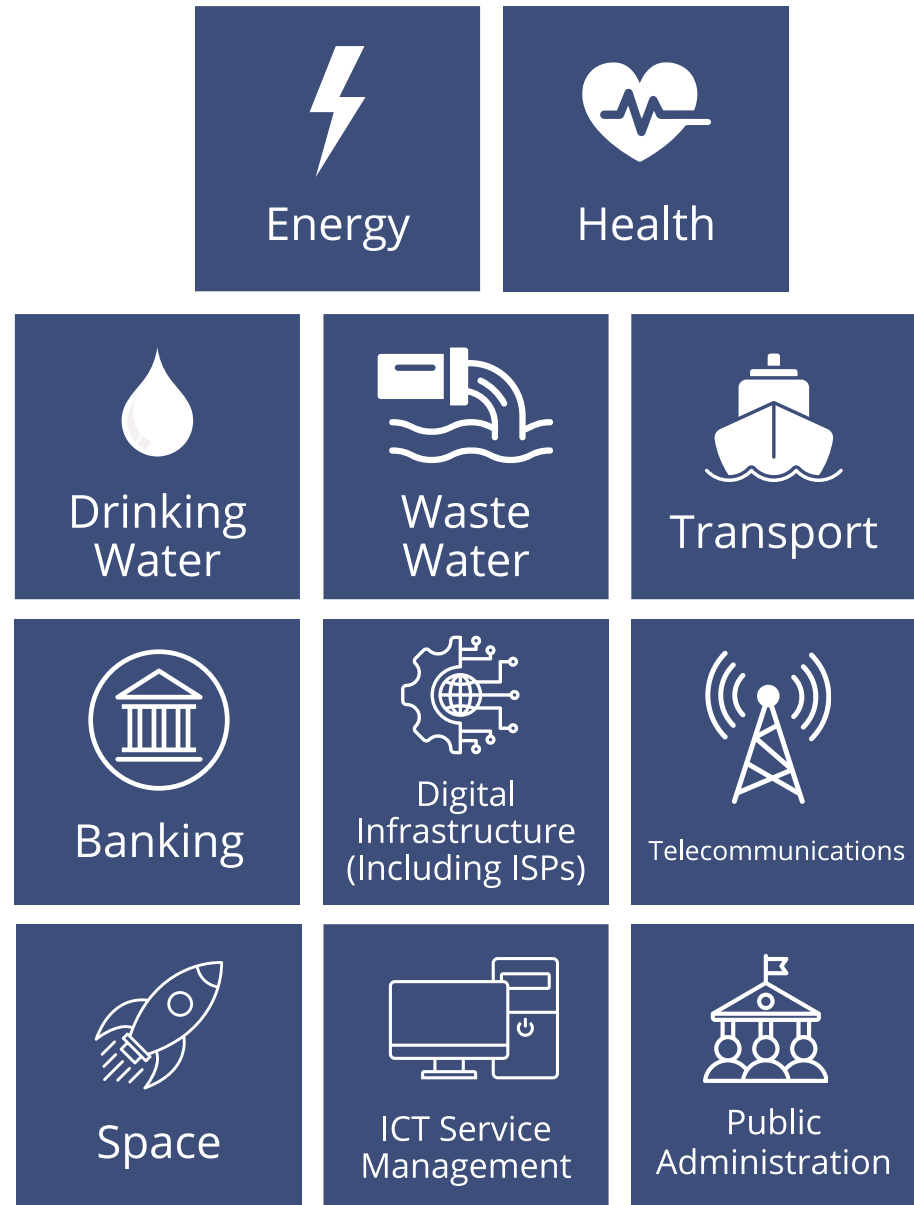 Energy
Health
Drinking
Water
Waste
Water
Transport
Banking
Digital
Infrastructure
(Including ISPs)
Telecommunications
Space
ICT Service
Management
Public
Administration